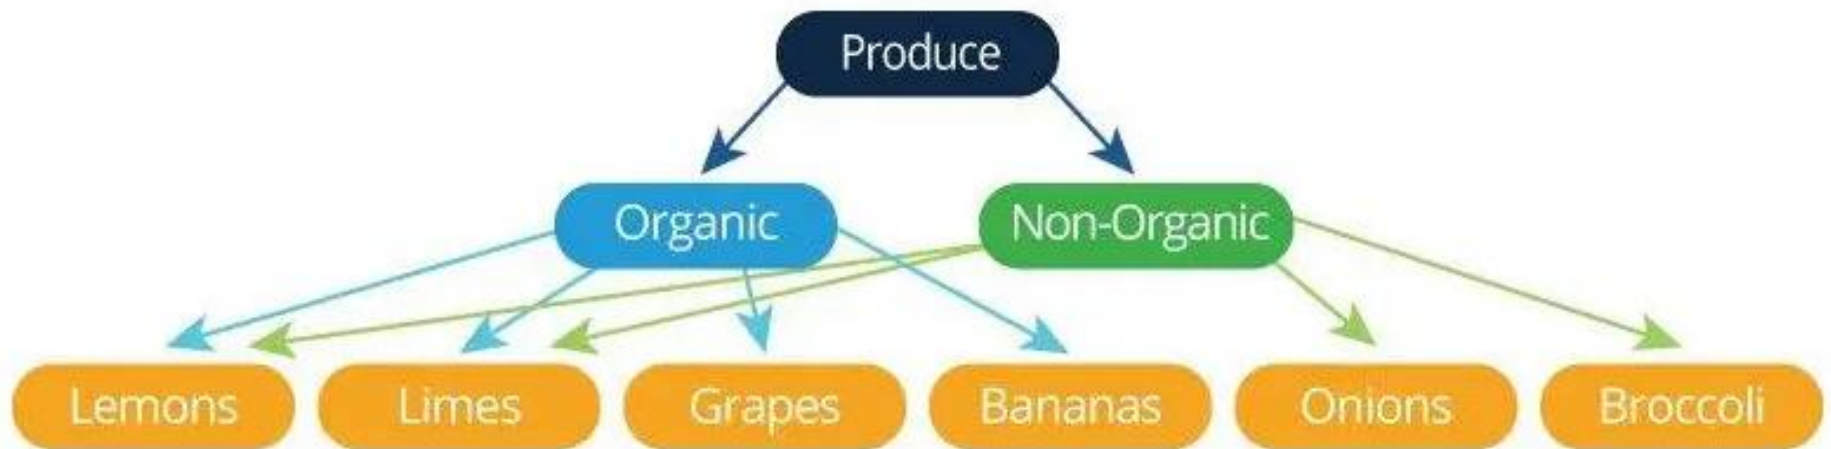 Produce
Organic
Non-Organic
Lemons
Limes
Grapes
Bananas
Onions
Broccoli